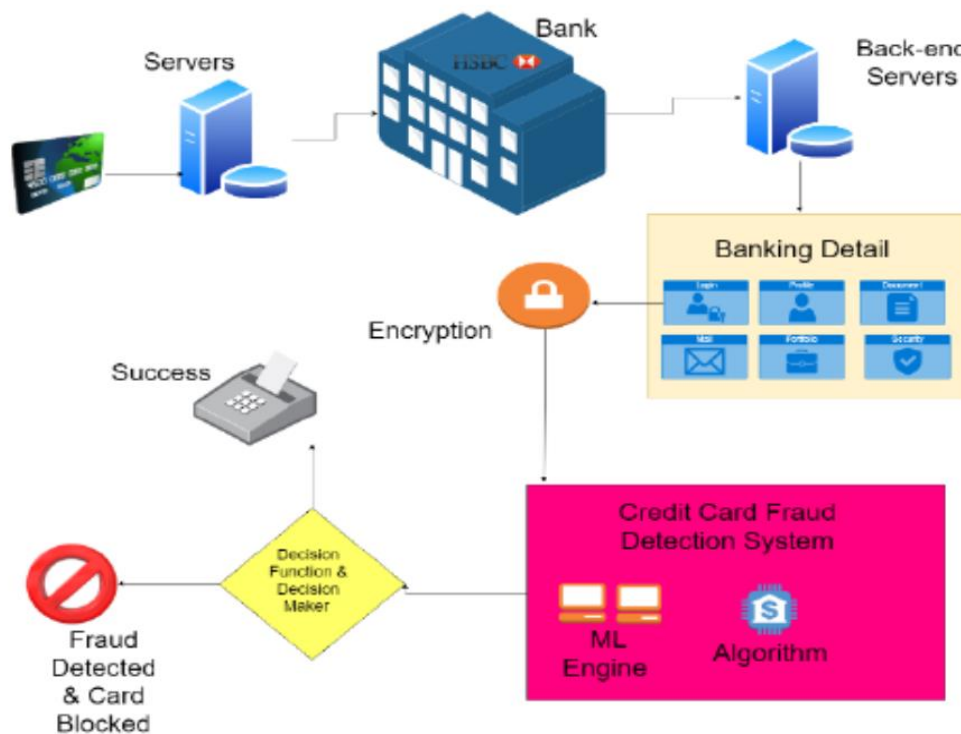 Bank
HSBC
Servers
Back-end
Servers
Banking Detail
Login
Profile
Document
Mail
Portfolio
Security
Encryption
Success
Credit Card Fraud
Detection System
Decision
Function &
Decision
Maker
ML
Engine
Algorithm
Fraud
Detected
& Card
Blocked